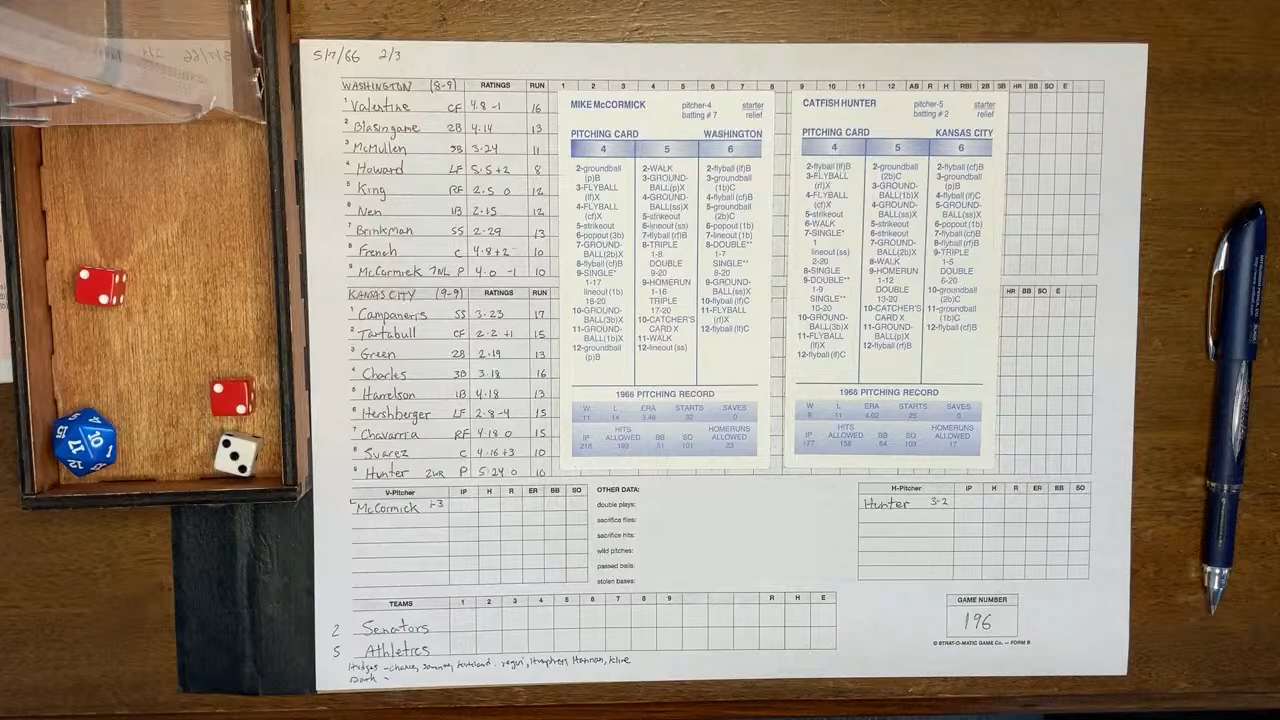 5/7/66 2/3
WASHINGTON (8-9) RATINGS RUN 1 2 3 4 5 6 7 8 9 10 11 12 AB R H RBI 2B 3B HR BB SO E
1 Valentine CF 4.8 -1 16
2 Blasingame 2B 4.14 13
3 McMullen 3B 3.24 11
4 Howard LF 5.5 +2 8
5 King RF 2.5 0 12
6 Nen 1B 2.15 12
7 Brinkman SS 2-29 13
8 French C 4.8+2 10
9 McCormick 7NL P 4.0 -1 10
KANSAS CITY (9-9) RATINGS RUN HR BB SO E
1 Campaneris SS 3.23 17
2 Tartabull CF 2.2 +1 15
3 Green 2B 2.19 13
4 Charles 3B 3.18 16
5 Harrelson 1B 4.18 13
6 Hershberger LF 2.8-4 15
7 Chavarria RF 4.18 0 15
8 Suarez C 4.16+3 10
9 Hunter 2WR P 5.24 0 10
MIKE McCORMICK pitcher-4 starter
batting # 7 relief
PITCHING CARD WASHINGTON
4 5 6
2-groundball
(p)B
3-FLYBALL
(lf)X
4-FLYBALL
(cf)X
5-strikeout
6-popout (3b)
7-GROUND-
BALL(2b)X
8-flyball (cf)B
9-SINGLE*
1-17
lineout (1b)
18-20
10-GROUND-
BALL(3b)X
11-GROUND-
BALL(1b)X
12-groundball
(p)B
2-WALK
3-GROUND-
BALL(p)X
4-GROUND-
BALL(ss)X
5-strikeout
6-lineout (ss)
7-flyball (rf)B
8-TRIPLE
1-8
DOUBLE
9-20
9-HOMERUN
1-16
TRIPLE
17-20
10-CATCHER'S
CARD X
11-WALK
12-lineout (ss)
2-flyball (lf)B
3-groundball
(1b)C
4-flyball (cf)B
5-groundball
(2b)C
6-popout (1b)
7-lineout (1b)
8-DOUBLE**
1-7
SINGLE**
8-20
9-GROUND-
BALL(ss)X
10-flyball (lf)C
11-FLYBALL
(rf)X
12-flyball (lf)C
1966 PITCHING RECORD
W L ERA STARTS SAVES
11 14 3.46 32 0
IP HITS ALLOWED BB SO HOMERUNS ALLOWED
216 193 51 101 23
CATFISH HUNTER pitcher-5 starter
batting # 2 relief
PITCHING CARD KANSAS CITY
4 5 6
2-flyball (lf)B
3-FLYBALL
(rf)X
4-FLYBALL
(cf)X
5-strikeout
6-WALK
7-SINGLE*
1
lineout (ss)
2-20
8-SINGLE
9-DOUBLE**
1-9
SINGLE**
10-20
10-GROUND-
BALL(3b)X
11-FLYBALL
(lf)X
12-flyball (lf)C
2-groundball
(2b)C
3-GROUND-
BALL(1b)X
4-GROUND-
BALL(ss)X
5-strikeout
6-strikeout
7-GROUND-
BALL(2b)X
8-WALK
9-HOMERUN
1-12
DOUBLE
13-20
10-CATCHER'S
CARD X
11-GROUND-
BALL(p)X
12-flyball (rf)B
2-flyball (cf)B
3-groundball
(p)B
4-flyball (cf)B
5-GROUND-
BALL(ss)X
6-popout (1b)
7-flyball (cf)B
8-flyball (rf)B
9-TRIPLE
1-5
DOUBLE
6-20
10-groundball
(2b)C
11-groundball
(1b)C
12-flyball (cf)B
1966 PITCHING RECORD
W L ERA STARTS SAVES
9 11 4.02 25 0
IP HITS ALLOWED BB SO HOMERUNS ALLOWED
177 158 64 103 17
V-Pitcher IP H R ER BB SO
McCormick 1-3
OTHER DATA:
double plays:
sacrifice flies:
sacrifice hits:
wild pitches:
passed balls:
stolen bases:
H-Pitcher IP H R ER BB SO
Hunter 3-2
TEAMS 1 2 3 4 5 6 7 8 9 R H E
2 Senators
5 Athletics
GAME NUMBER
196
© STRAT-O-MATIC GAME Co. — FORM B
Hodges
Dark -